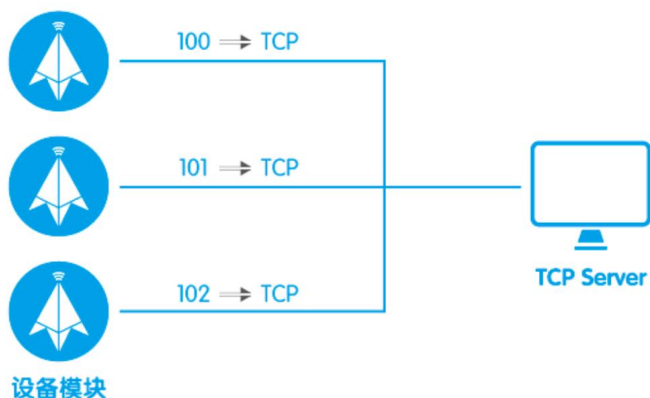 100 ⇒ TCP
101 ⇒ TCP
102 ⇒ TCP
TCP Server
设备模块